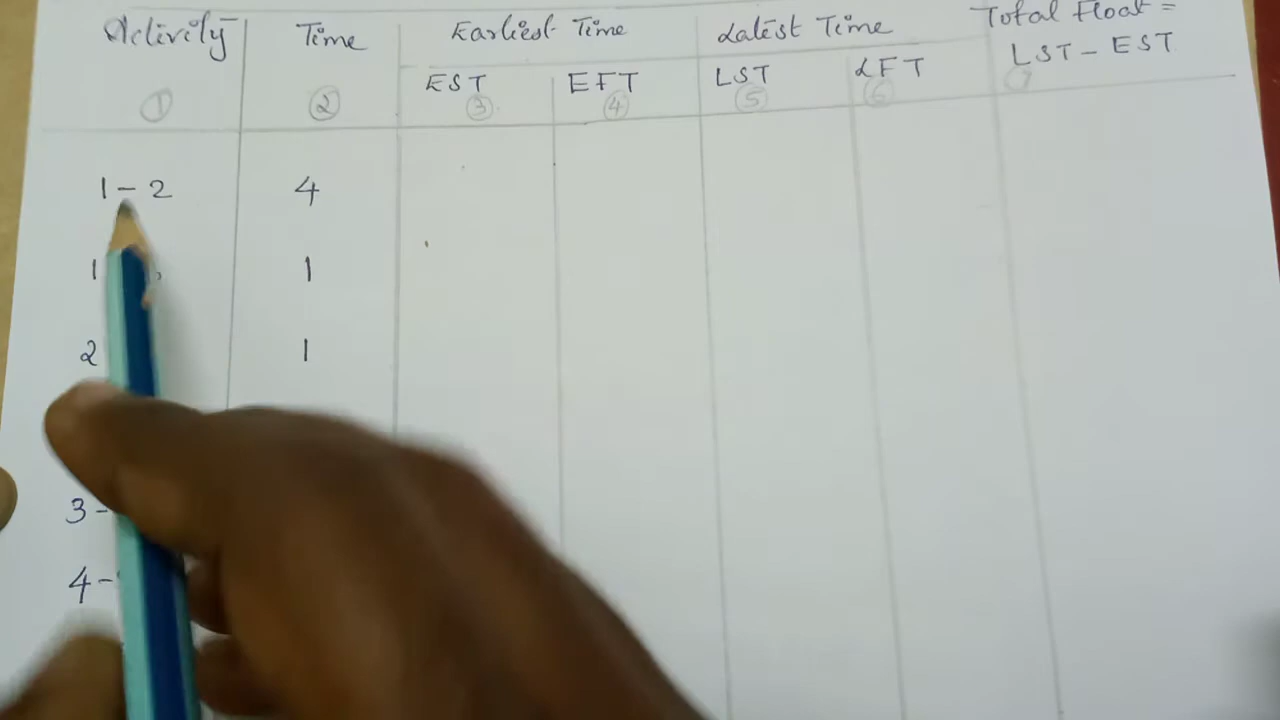 Activity Time Earliest Time Latest Time Total Float =
EST EFT LST LFT LST - EST
① ② ③ ④ ⑤ ⑥ 7
1 - 2 4
1 1
2 1
3 -
4 -